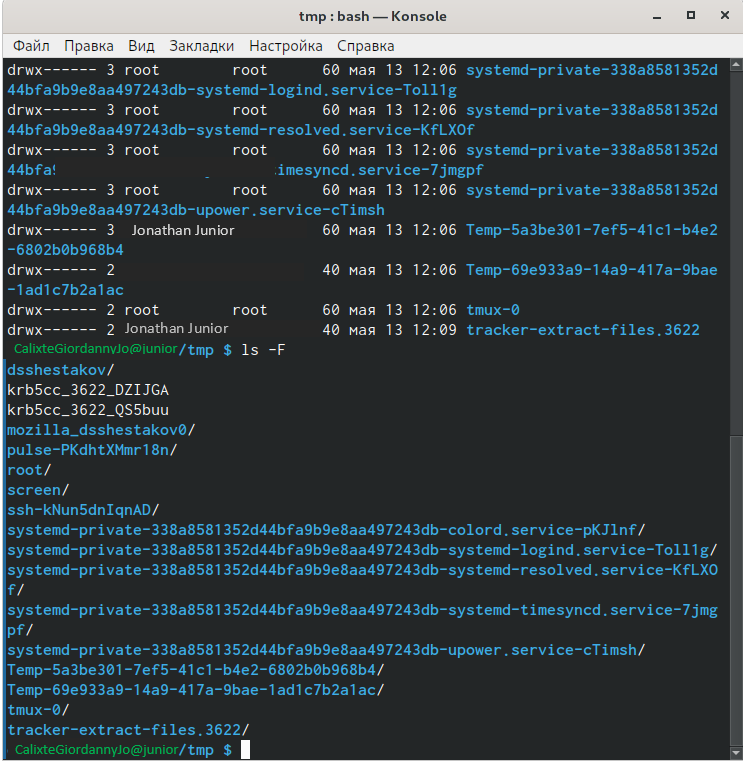 tmp : bash — Konsole
Файл Правка Вид Закладки Настройка Справка
drwx------ 3 root root 60 мая 13 12:06 systemd-private-338a8581352d
44bfa9b9e8aa497243db-systemd-logind.service-Toll1g
drwx------ 3 root root 60 мая 13 12:06 systemd-private-338a8581352d
44bfa9b9e8aa497243db-systemd-resolved.service-KfLXOf
drwx------ 3 root root 60 мая 13 12:06 systemd-private-338a8581352d
44bfa9 imesyncd.service-7jmgpf
drwx------ 3 root root 60 мая 13 12:06 systemd-private-338a8581352d
44bfa9b9e8aa497243db-upower.service-cTimsh
drwx------ 3 Jonathan Junior 60 мая 13 12:06 Temp-5a3be301-7ef5-41c1-b4e2
-6802b0b968b4
drwx------ 2 40 мая 13 12:06 Temp-69e933a9-14a9-417a-9bae
-1ad1c7b2a1ac
drwx------ 2 root root 60 мая 13 12:06 tmux-0
drwx------ 2 Jonathan Junior 40 мая 13 12:09 tracker-extract-files.3622
CalixteGiordannyJo@junior/tmp $ ls -F
dsshestakov/
krb5cc_3622_DZIJGA
krb5cc_3622_QS5buu
mozilla_dsshestakov0/
pulse-PKdhtXMmr18n/
root/
screen/
ssh-kNun5dnIqnAD/
systemd-private-338a8581352d44bfa9b9e8aa497243db-colord.service-pKJlnf/
systemd-private-338a8581352d44bfa9b9e8aa497243db-systemd-logind.service-Toll1g/
systemd-private-338a8581352d44bfa9b9e8aa497243db-systemd-resolved.service-KfLXO
f/
systemd-private-338a8581352d44bfa9b9e8aa497243db-systemd-timesyncd.service-7jmg
pf/
systemd-private-338a8581352d44bfa9b9e8aa497243db-upower.service-cTimsh/
Temp-5a3be301-7ef5-41c1-b4e2-6802b0b968b4/
Temp-69e933a9-14a9-417a-9bae-1ad1c7b2a1ac/
tmux-0/
tracker-extract-files.3622/
CalixteGiordannyJo@junior/tmp $